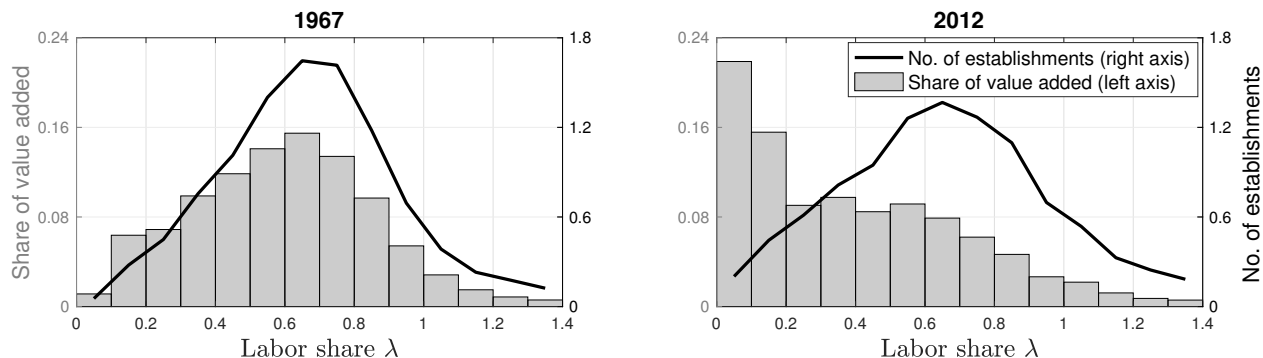 1967
0.24
0.16
0.08
0
1.8
1.2
0.6
0
0 0.2 0.4 0.6 0.8 1 1.2 1.4
Share of value added
Labor share λ
2012
0.24
0.16
0.08
0
1.8
1.2
0.6
0
0 0.2 0.4 0.6 0.8 1 1.2 1.4
No. of establishments (right axis)
Share of value added (left axis)
No. of establishments
Labor share λ